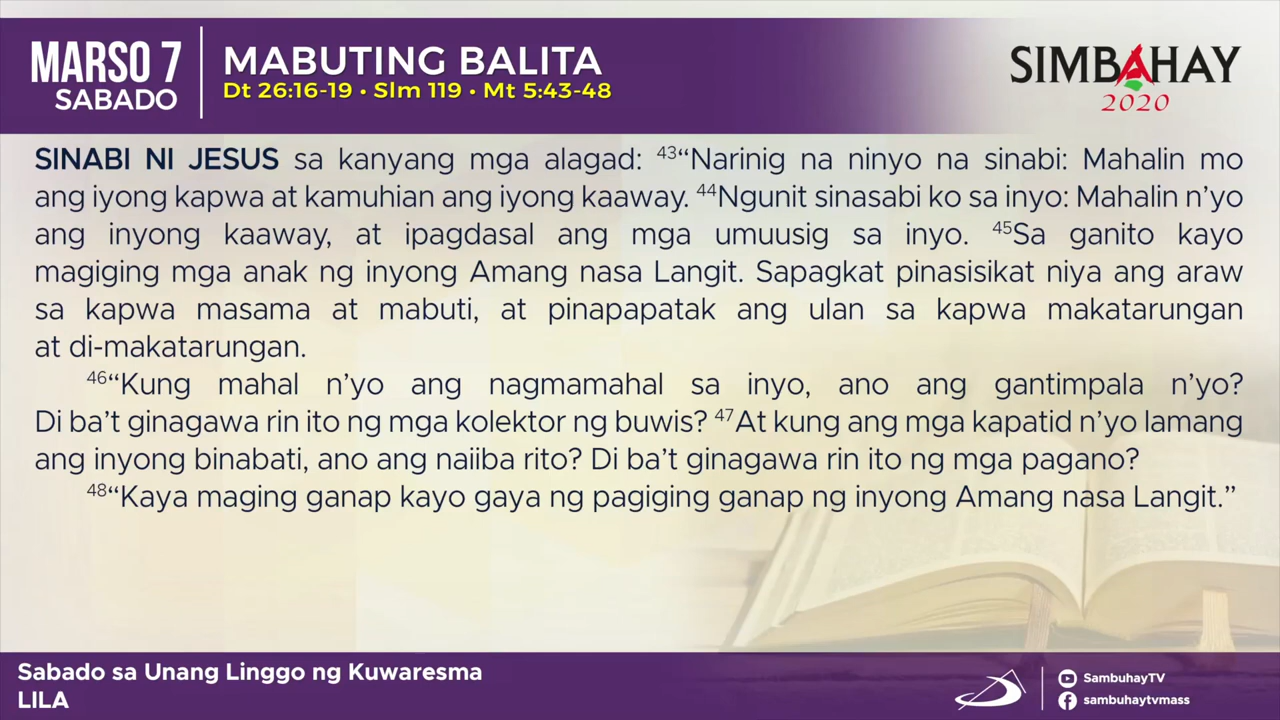 MARSO 7
SABADO
MABUTING BALITA
Dt 26:16-19 • Slm 119 • Mt 5:43-48
SIMBAHAY
2020
SINABI NI JESUS sa kanyang mga alagad: 43“Narinig na ninyo na sinabi: Mahalin mo
ang iyong kapwa at kamuhian ang iyong kaaway. 44Ngunit sinasabi ko sa inyo: Mahalin n’yo
ang inyong kaaway, at ipagdasal ang mga umuusig sa inyo. 45Sa ganito kayo
magiging mga anak ng inyong Amang nasa Langit. Sapagkat pinasisikat niya ang araw
sa kapwa masama at mabuti, at pinapapatak ang ulan sa kapwa makatarungan
at di-makatarungan.
46“Kung mahal n’yo ang nagmamahal sa inyo, ano ang gantimpala n’yo?
Di ba’t ginagawa rin ito ng mga kolektor ng buwis? 47At kung ang mga kapatid n’yo lamang
ang inyong binabati, ano ang naiiba rito? Di ba’t ginagawa rin ito ng mga pagano?
48“Kaya maging ganap kayo gaya ng pagiging ganap ng inyong Amang nasa Langit.”
Sabado sa Unang Linggo ng Kuwaresma
LILA
SambuhayTV
sambuhaytvmass